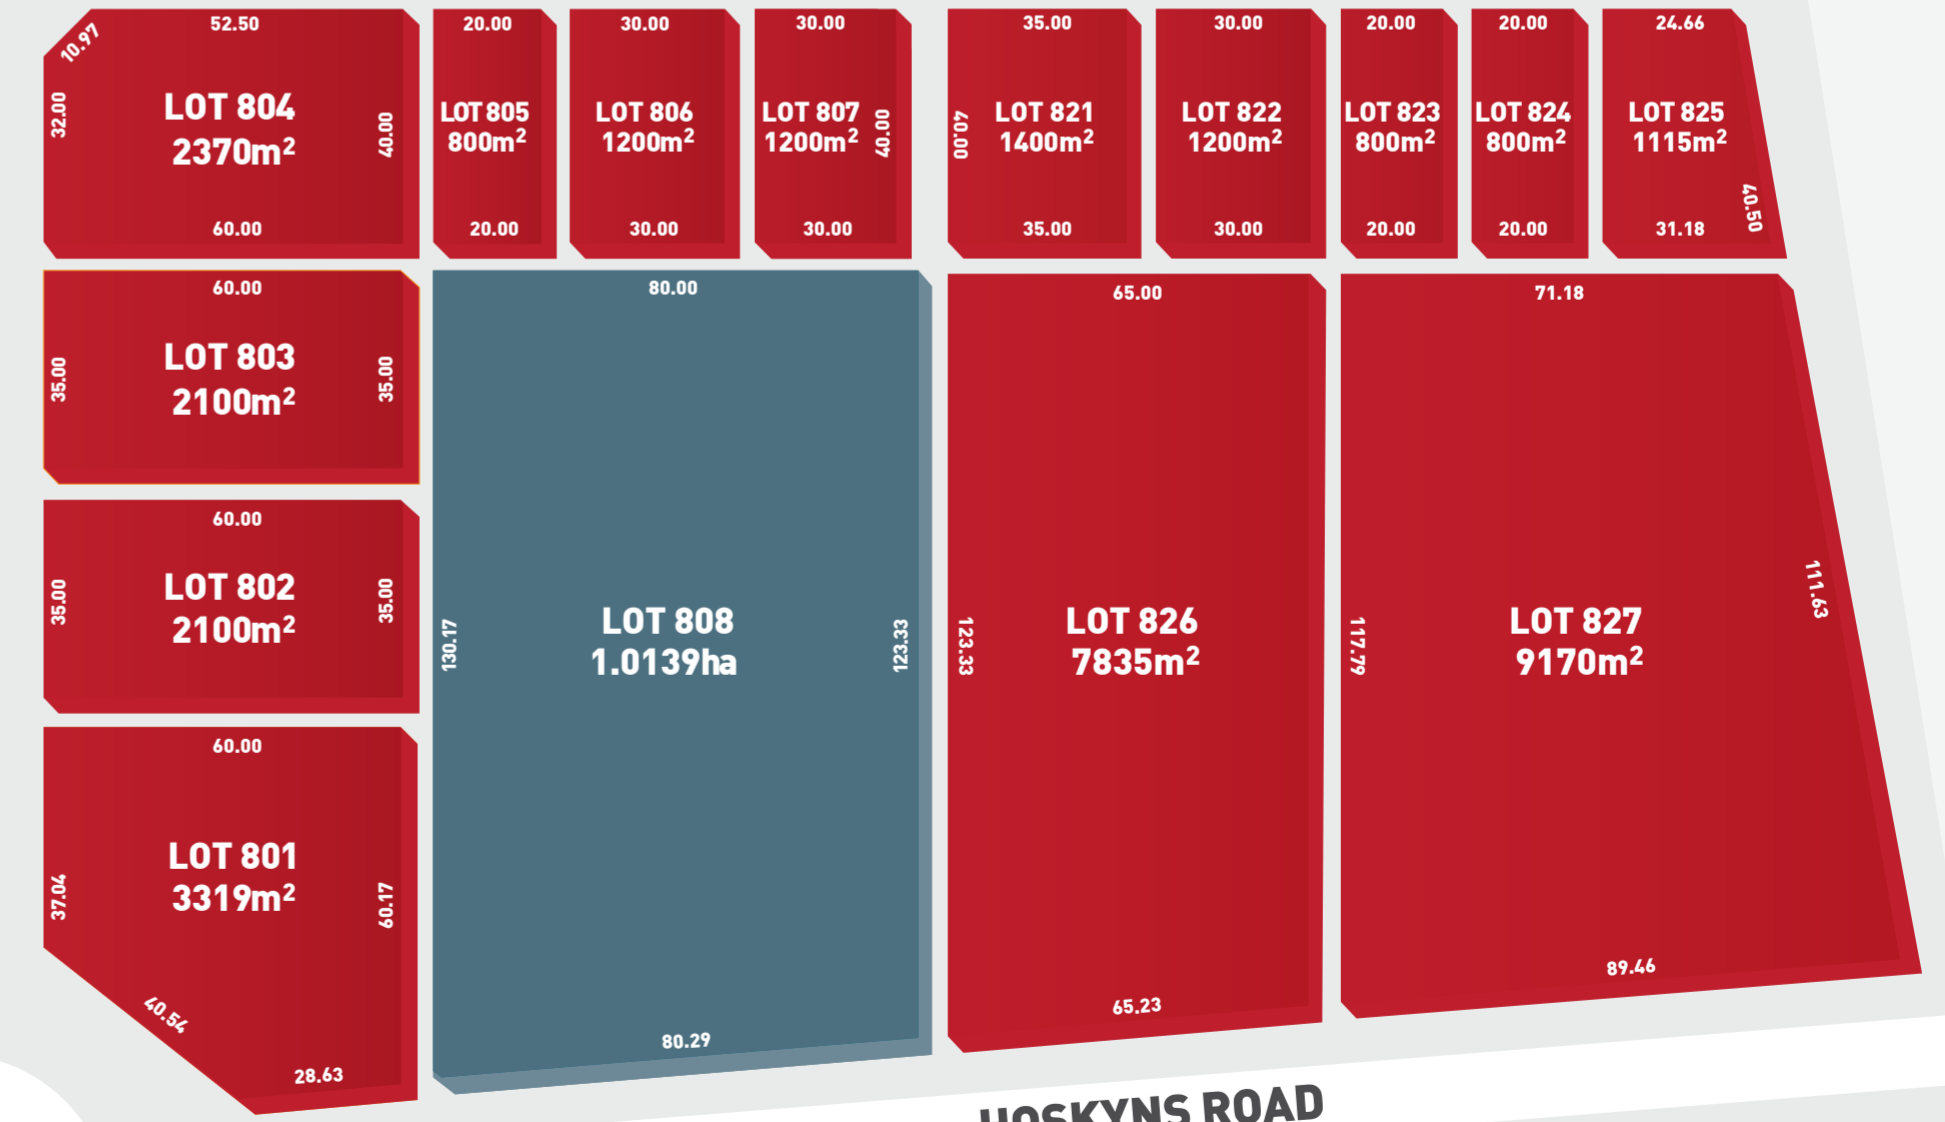 52.50
10.97
32.00
LOT 804
2370m²
40.00
60.00
20.00
LOT 805
800m²
20.00
30.00
LOT 806
1200m²
30.00
30.00
LOT 807
1200m²
40.00
30.00
35.00
40.00
LOT 821
1400m²
35.00
30.00
LOT 822
1200m²
30.00
20.00
LOT 823
800m²
20.00
20.00
LOT 824
800m²
20.00
24.66
LOT 825
1115m²
40.50
31.18
60.00
35.00
LOT 803
2100m²
35.00
60.00
35.00
LOT 802
2100m²
35.00
60.00
LOT 801
3319m²
37.04
60.17
40.54
28.63
80.00
130.17
LOT 808
1.0139ha
123.33
80.29
65.00
123.33
LOT 826
7835m²
65.23
71.18
117.79
LOT 827
9170m²
111.63
89.46
HOSKYNS ROAD